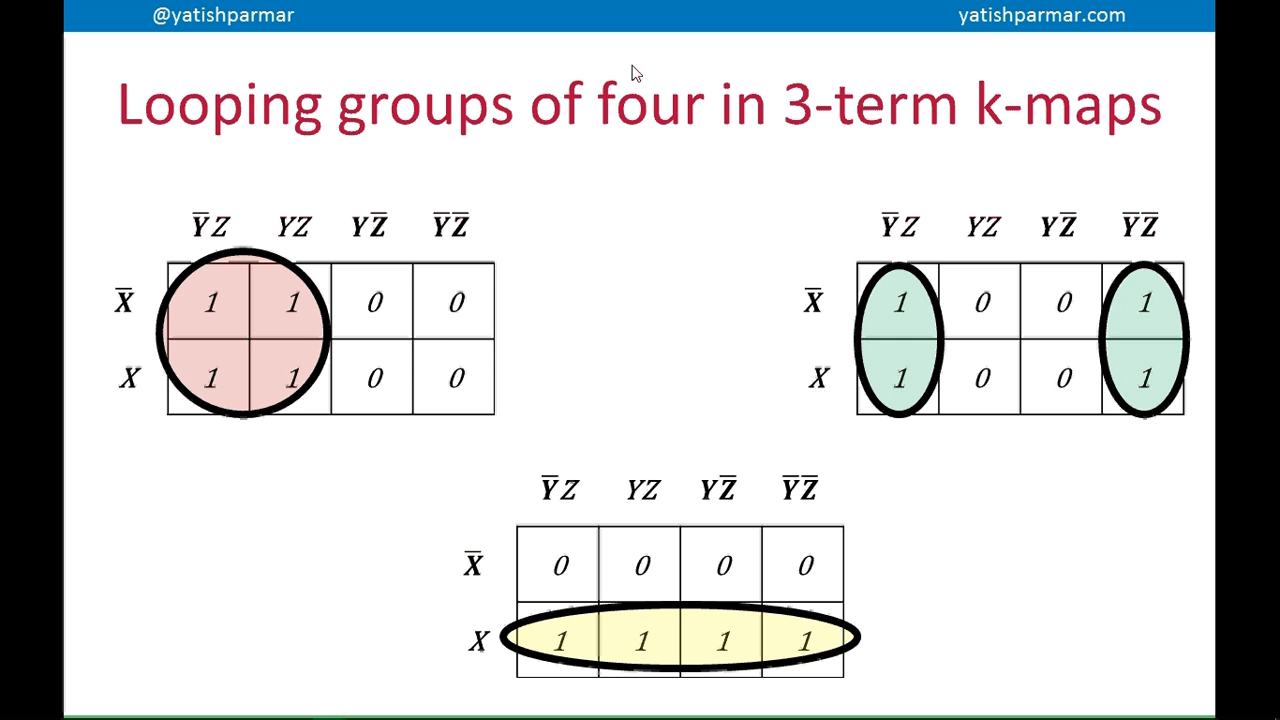 @yatishparmar yatishparmar.com
Looping groups of four in 3-term k-maps
Y̅Z YZ YZ̅ Y̅Z̅
X̅ 1 1 0 0
X 1 1 0 0
Y̅Z YZ YZ̅ Y̅Z̅
X̅ 1 0 0 1
X 1 0 0 1
Y̅Z YZ YZ̅ Y̅Z̅
X̅ 0 0 0 0
X 1 1 1 1